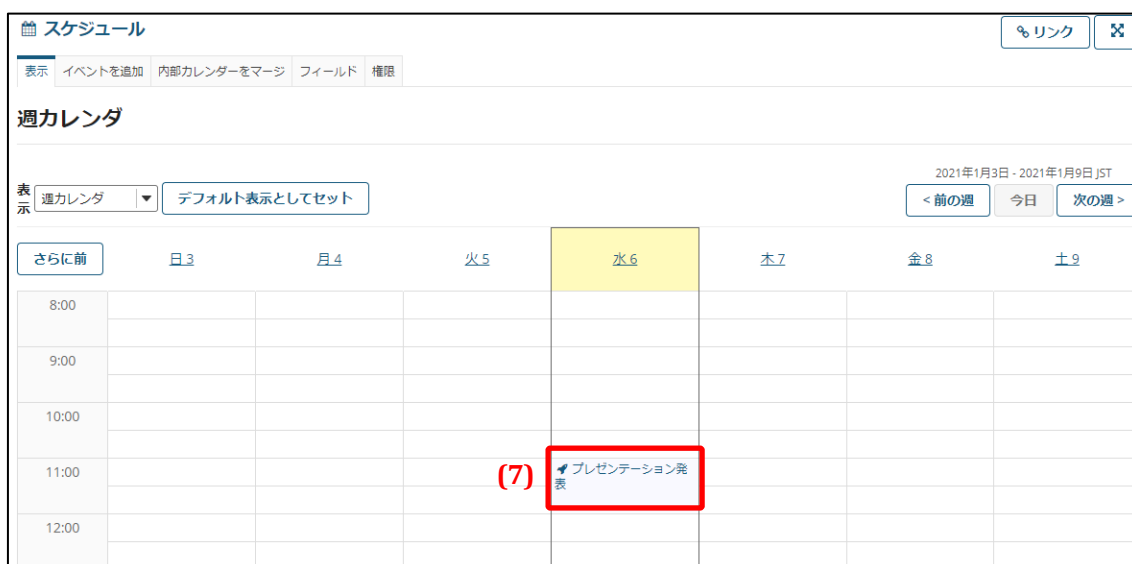 スケジュール
リンク
表示 イベントを追加 内部カレンダーをマージ フィールド 権限
週カレンダ
2021年1月3日 - 2021年1月9日 JST
表示 週カレンダ デフォルト表示としてセット < 前の週 今日 次の週 >
さらに前 日 3 月 4 火 5 水 6 木 7 金 8 土 9
8:00
9:00
10:00
11:00 (7) プレゼンテーション発
表
12:00